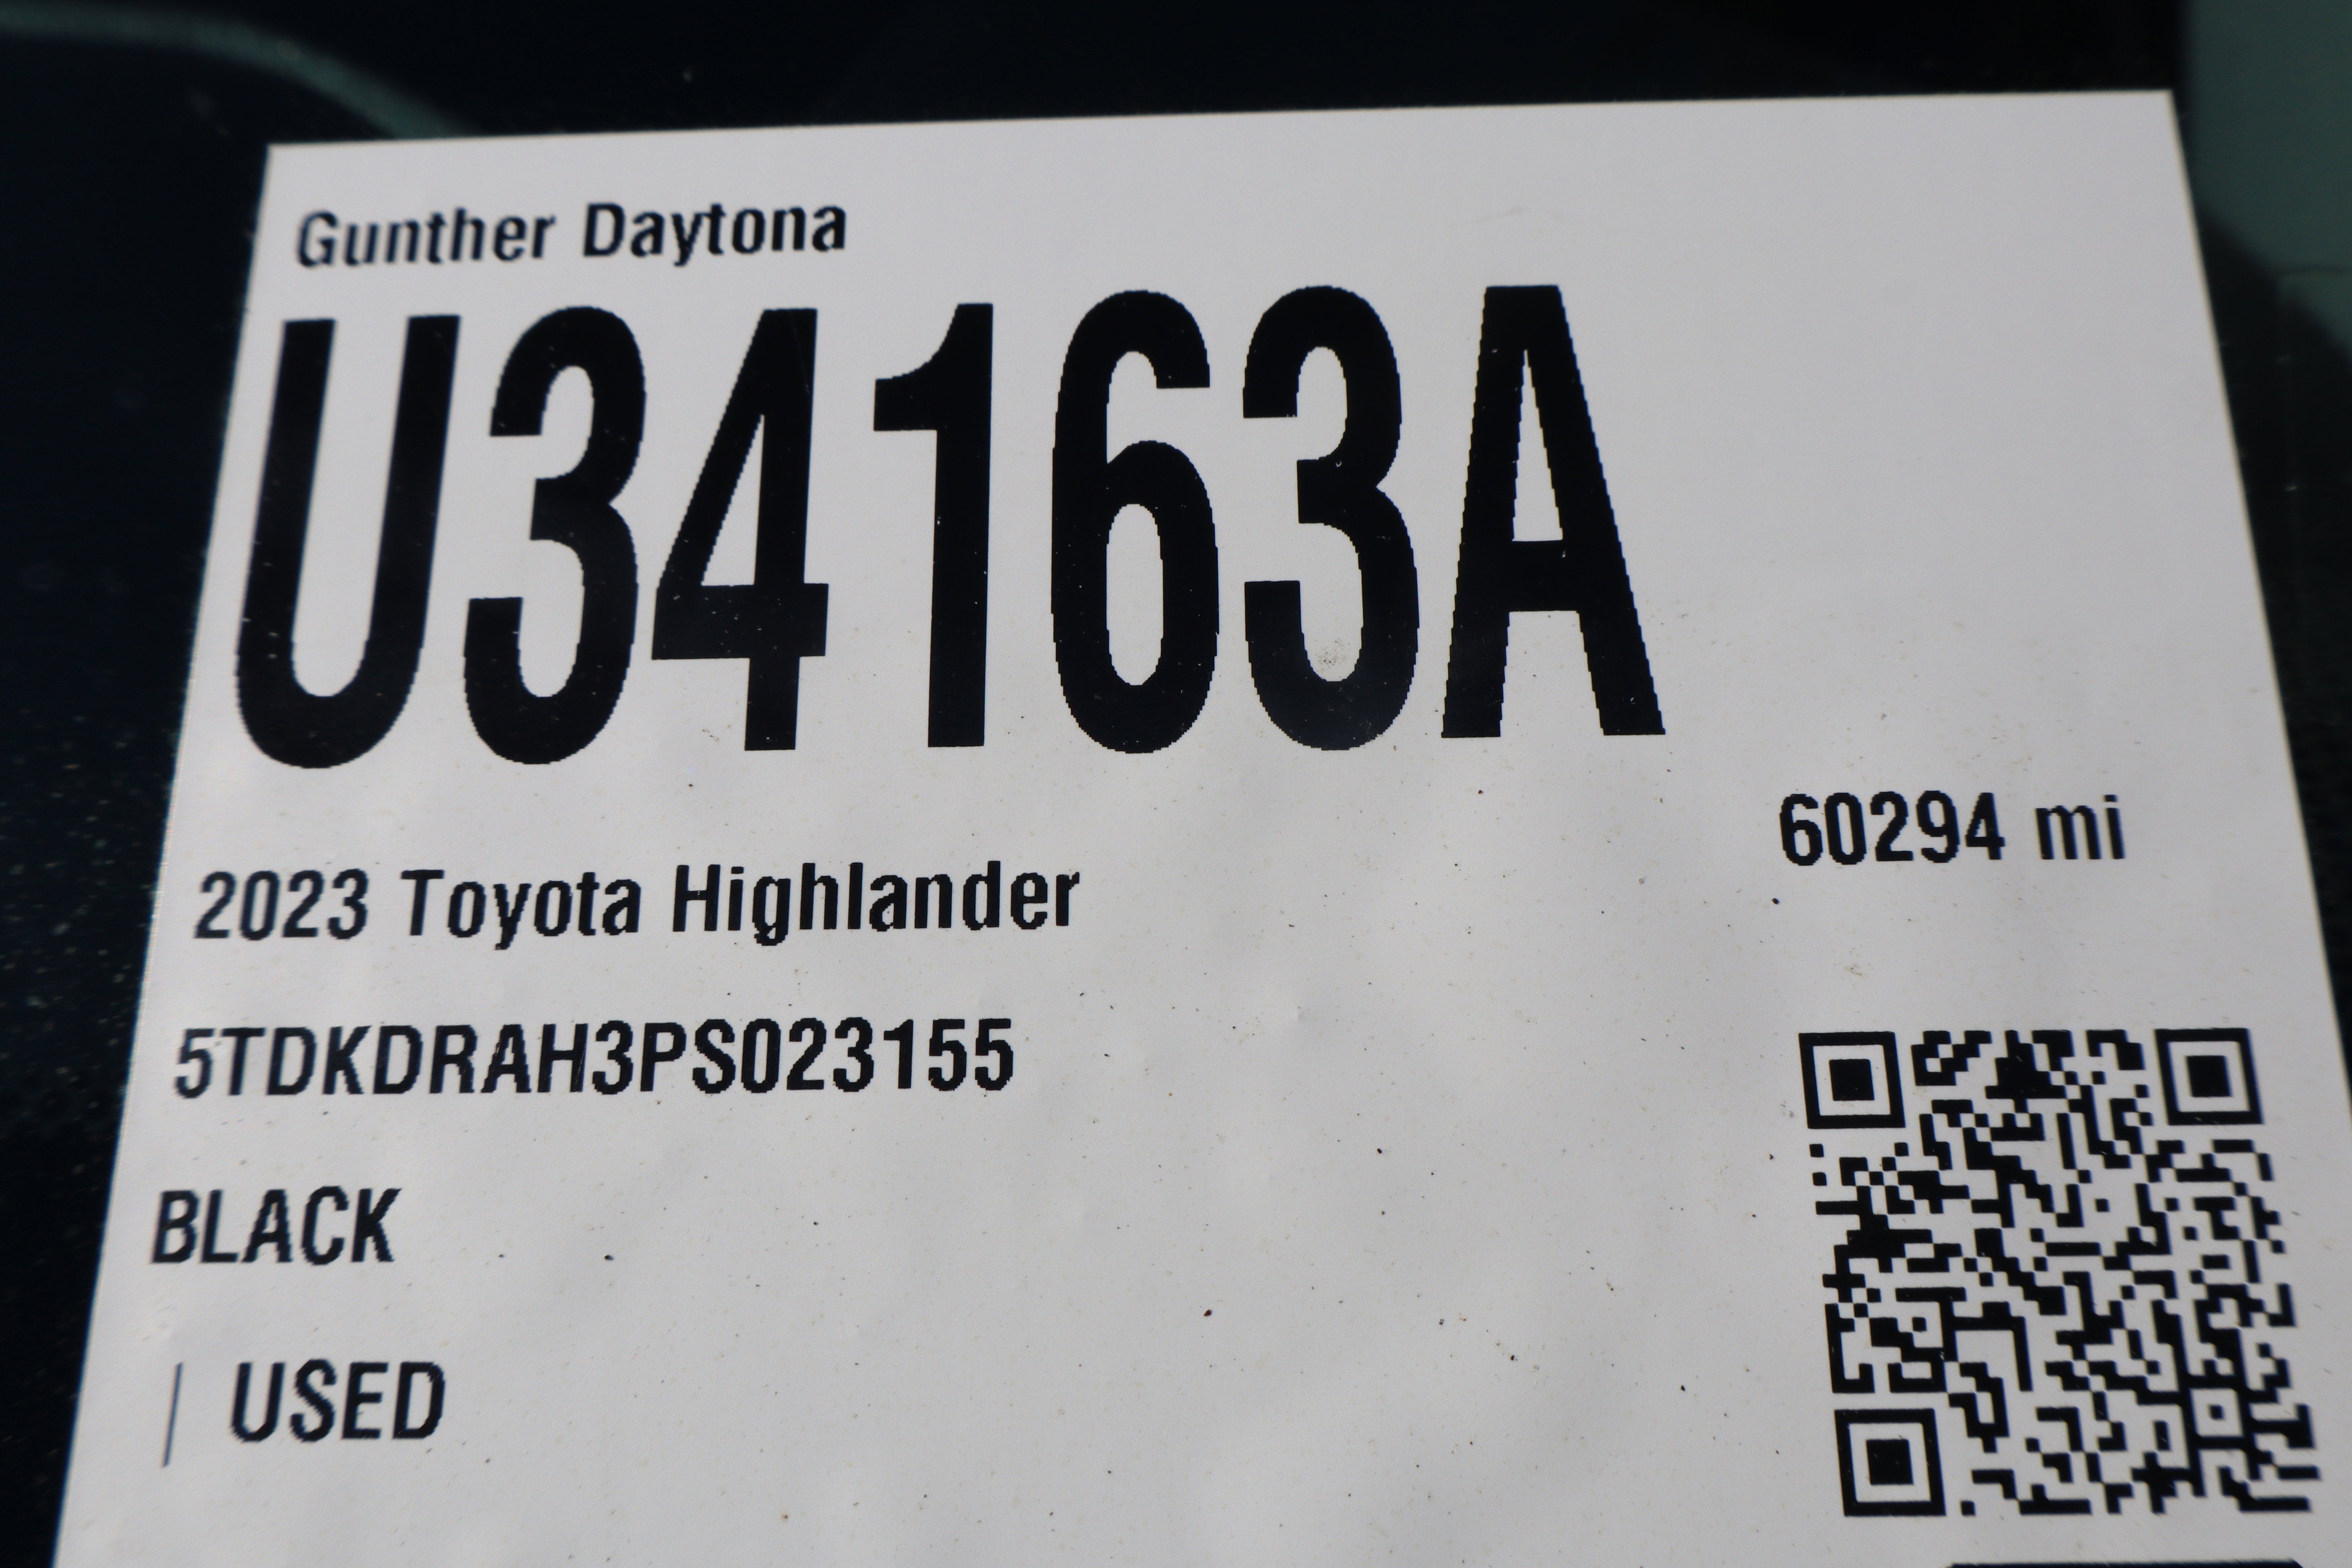 Gunther Daytona
U34163A
60294 mi
2023 Toyota Highlander
5TDKDRAH3PS023155
BLACK
| USED